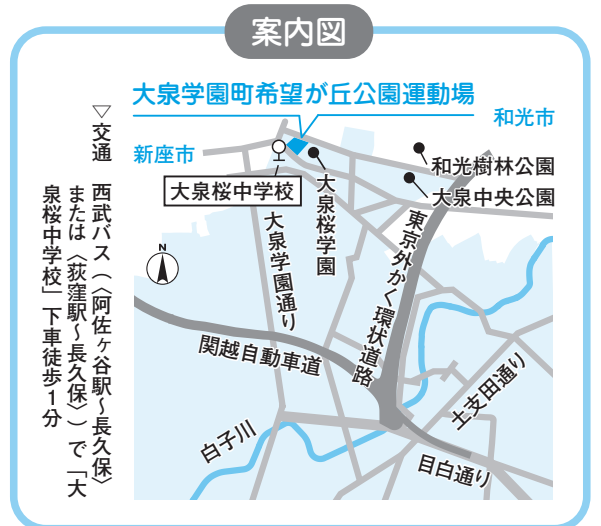 案内図
大泉学園町希望が丘公園運動場
和光市
新座市
和光樹林公園
大泉中央公園
大泉桜中学校
大泉桜学園
大泉学園通り
東京外かく環状道路
N
関越自動車道
土支田通り
白子川
目白通り
▽交通 西武バス（〈阿佐ヶ谷駅〜長久保〉
または〈荻窪駅〜長久保〉）で「大
泉桜中学校」下車徒歩1分